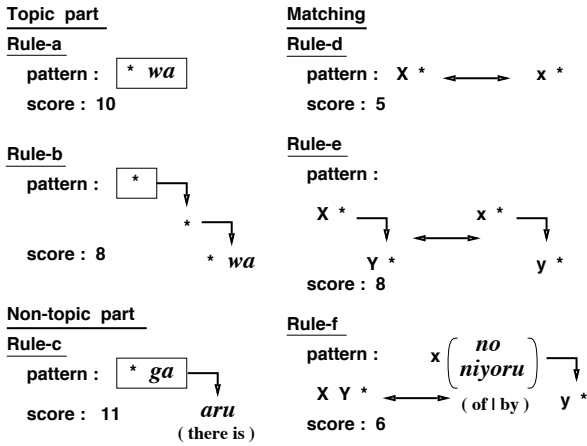 Topic part
Rule-a
pattern : * wa
score : 10
Rule-b
pattern : *
*
* wa
score : 8
Non-topic part
Rule-c
pattern : * ga
aru
( there is )
score : 11
Matching
Rule-d
pattern : X * x *
score : 5
Rule-e
pattern :
X * x *
Y * y *
score : 8
Rule-f
pattern :
X Y * x ( no niyoru ) y *
( of | by )
score : 6